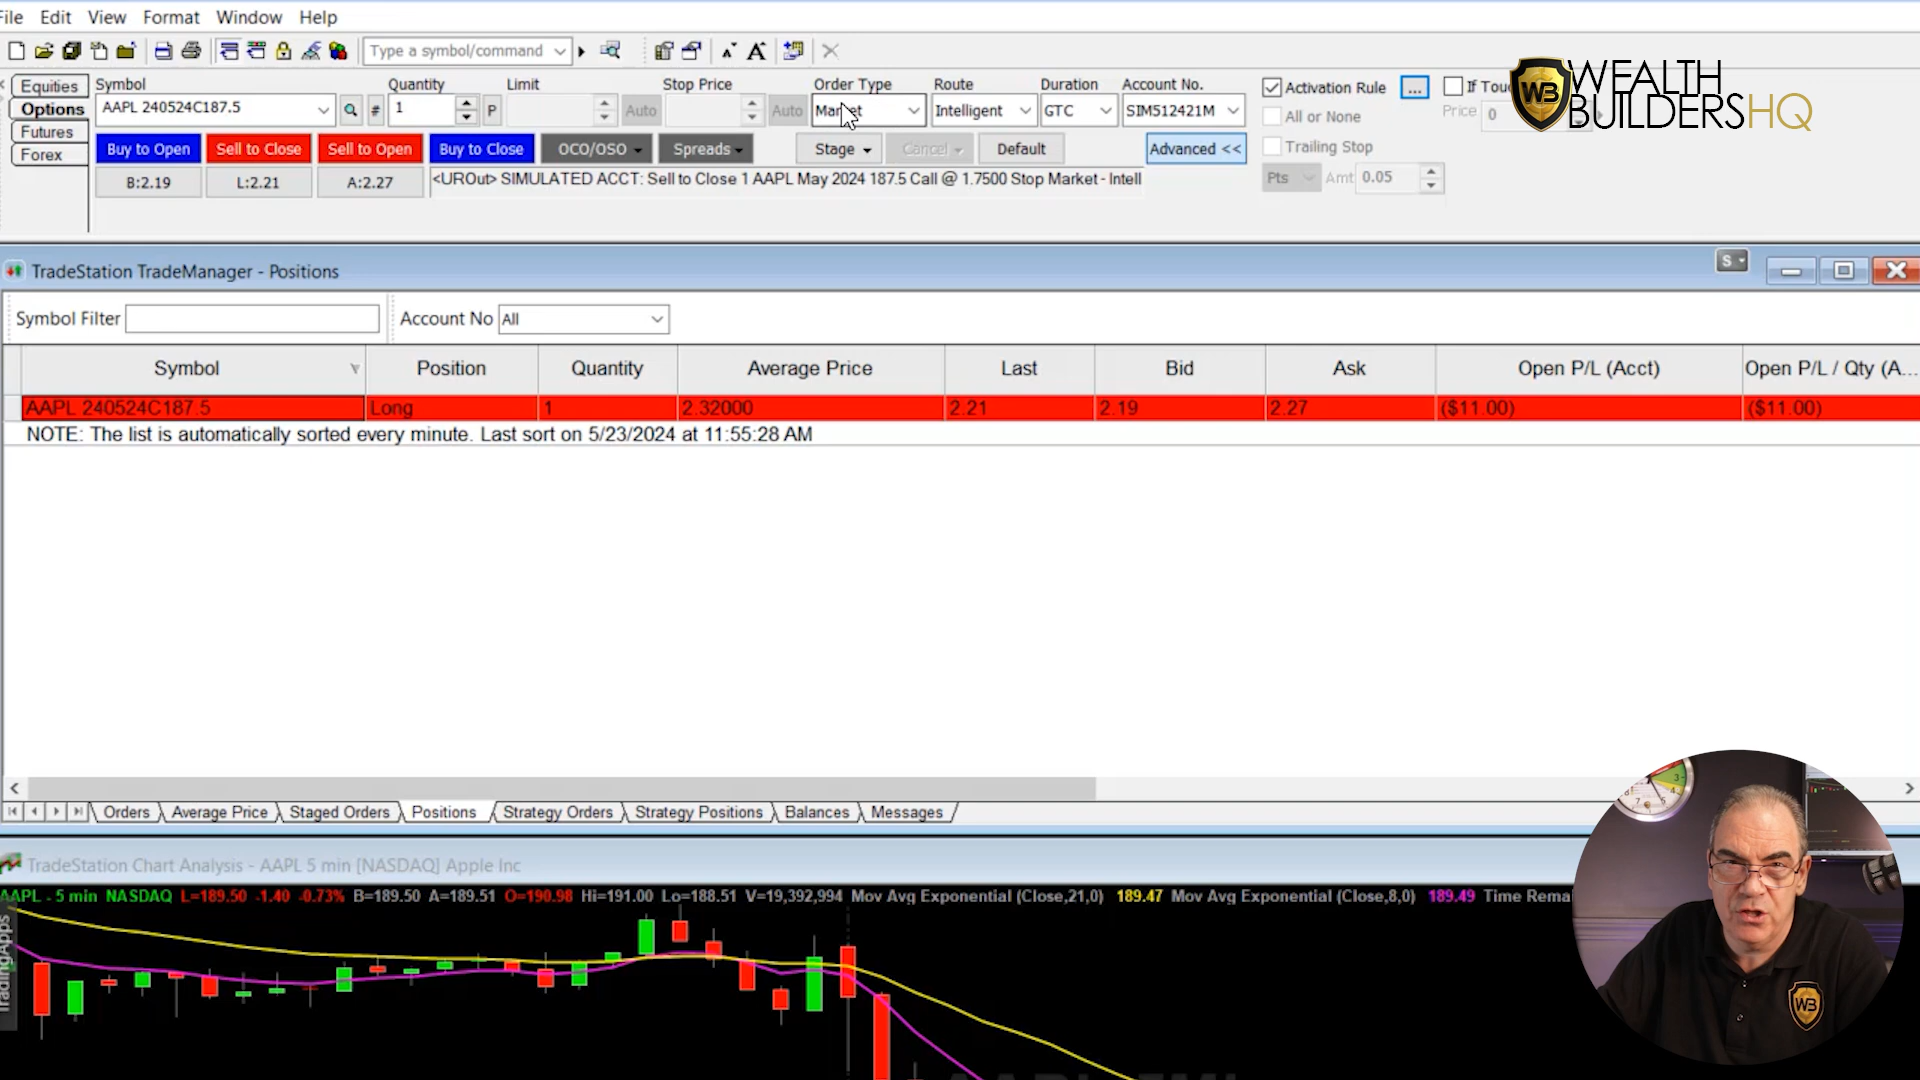 File Edit View Format Window Help
Type a symbol/command
WEALTH
BUILDERSHQ
WB
Equities
Options
Futures
Forex
Symbol Quantity Limit Stop Price Order Type Route Duration Account No.
AAPL 240524C187.5 # 1 P Auto Auto Market Intelligent GTC SIM512421M
Activation Rule ... If Tou
All or None Price 0
Trailing Stop
Pts Amt 0.05
Buy to Open Sell to Close Sell to Open Buy to Close OCO/OSO Spreads Stage Cancel Default Advanced <<
B:2.19 L:2.21 A:2.27 <UROut> SIMULATED ACCT: Sell to Close 1 AAPL May 2024 187.5 Call @ 1.7500 Stop Market - Intell
TradeStation TradeManager - Positions S
Symbol Filter Account No All
Symbol Position Quantity Average Price Last Bid Ask Open P/L (Acct) Open P/L / Qty (A...
AAPL 240524C187.5 Long 1 2.32000 2.21 2.19 2.27 ($11.00) ($11.00)
NOTE: The list is automatically sorted every minute. Last sort on 5/23/2024 at 11:55:28 AM
Orders Average Price Staged Orders Positions Strategy Orders Strategy Positions Balances Messages
TradeStation Chart Analysis - AAPL 5 min [NASDAQ] Apple Inc
AAPL - 5 min NASDAQ L=189.50 -1.40 -0.73% B=189.50 A=189.51 O=190.98 Hi=191.00 Lo=188.51 V=19,392,994 Mov Avg Exponential (Close,21,0) 189.47 Mov Avg Exponential (Close,8,0) 189.49 Time Rema
TradingApps
WB